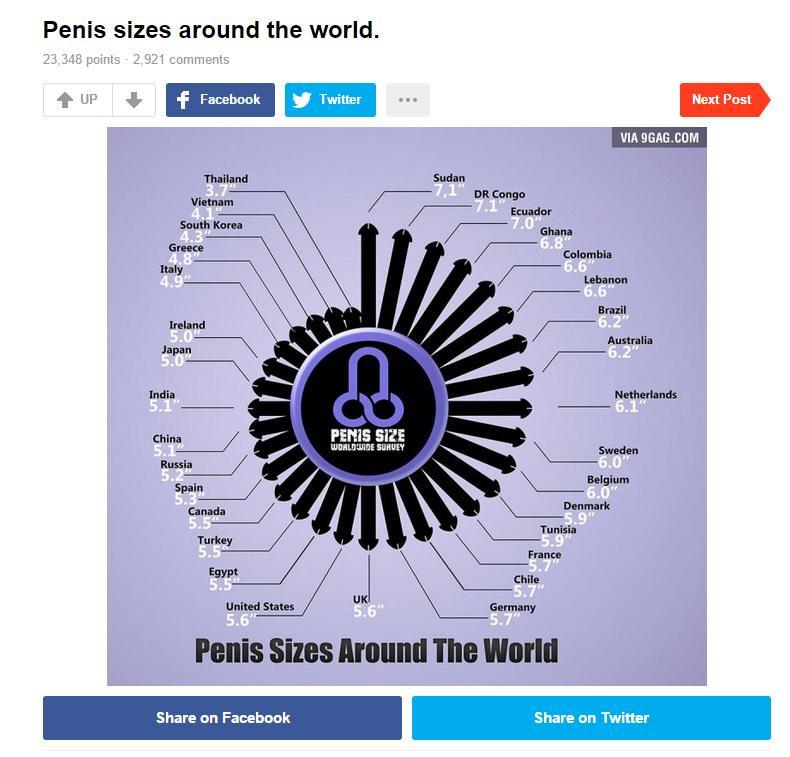 Penis sizes around the world.
23,348 points · 2,921 comments
UP
Facebook
Twitter
Next Post
VIA 9GAG.COM
Sudan
7,1”
DR Congo
7.1”
Ecuador
7.0”
Ghana
6.8”
Colombia
6.6”
Lebanon
6.6”
Brazil
6.2”
Australia
6.2”
Netherlands
6.1”
Sweden
6.0”
Belgium
6.0”
Denmark
5.9”
Tunisia
5.9”
France
5.7”
Chile
5.7”
Germany
5.7”
UK
5.6”
United States
5.6”
Egypt
5.5”
Turkey
5.5”
Canada
5.5”
Spain
5.3”
Russia
5.2”
China
5.1”
India
5.1”
Japan
5.0”
Ireland
5.0”
Italy
4.9”
Greece
4.8”
South Korea
4.3”
Vietnam
4.1”
Thailand
3.7”
PENIS SIZE
WORLDWIDE SURVEY
Penis Sizes Around The World
Share on Facebook
Share on Twitter